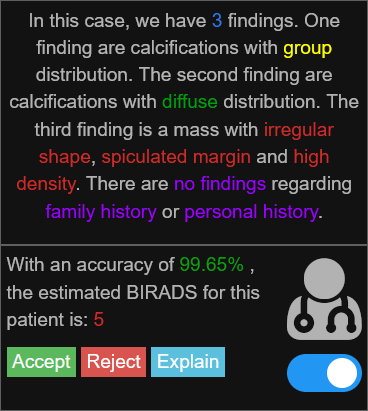 In this case, we have 3 findings. One
finding are calcifications with group
distribution. The second finding are
calcifications with diffuse distribution. The
third finding is a mass with irregular
shape, spiculated margin and high
density. There are no findings regarding
family history or personal history.
With an accuracy of 99.65% ,
the estimated BIRADS for this
patient is: 5
Accept Reject Explain